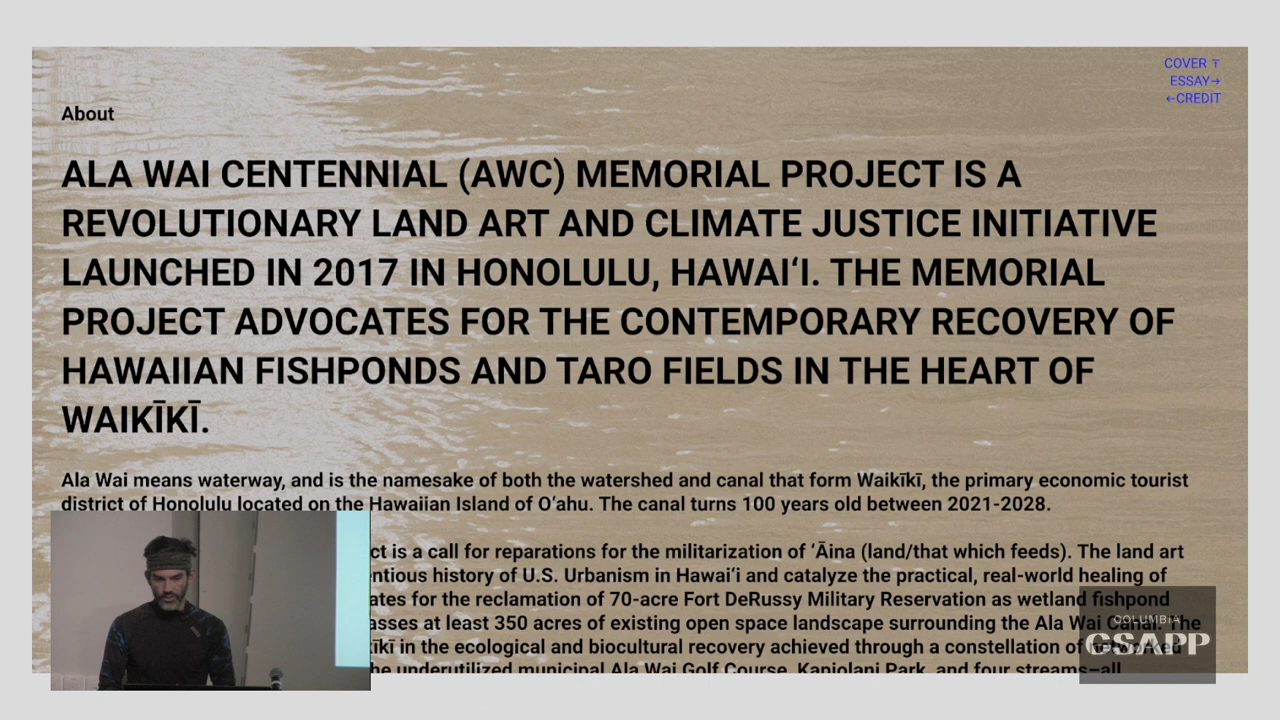 COVER ⍑
ESSAY→
←CREDIT
About
ALA WAI CENTENNIAL (AWC) MEMORIAL PROJECT IS A
REVOLUTIONARY LAND ART AND CLIMATE JUSTICE INITIATIVE
LAUNCHED IN 2017 IN HONOLULU, HAWAIʻI. THE MEMORIAL
PROJECT ADVOCATES FOR THE CONTEMPORARY RECOVERY OF
HAWAIIAN FISHPONDS AND TARO FIELDS IN THE HEART OF
WAIKĪKĪ.
Ala Wai means waterway, and is the namesake of both the watershed and canal that form Waikīkī, the primary economic tourist
district of Honolulu located on the Hawaiian Island of Oʻahu. The canal turns 100 years old between 2021-2028.
is a call for reparations for the militarization of ʻĀina (land/that which feeds). The land art
history of U.S. Urbanism in Hawaiʻi and catalyze the practical, real-world healing of
for the reclamation of 70-acre Fort DeRussy Military Reservation as wetland fishpond
at least 350 acres of existing open space landscape surrounding the Ala Wai Canal. The
in the ecological and biocultural recovery achieved through a constellation of networked
the underutilized municipal Ala Wai Golf Course, Kapiolani Park, and four streams–all
COLUMBIA
GSAPP